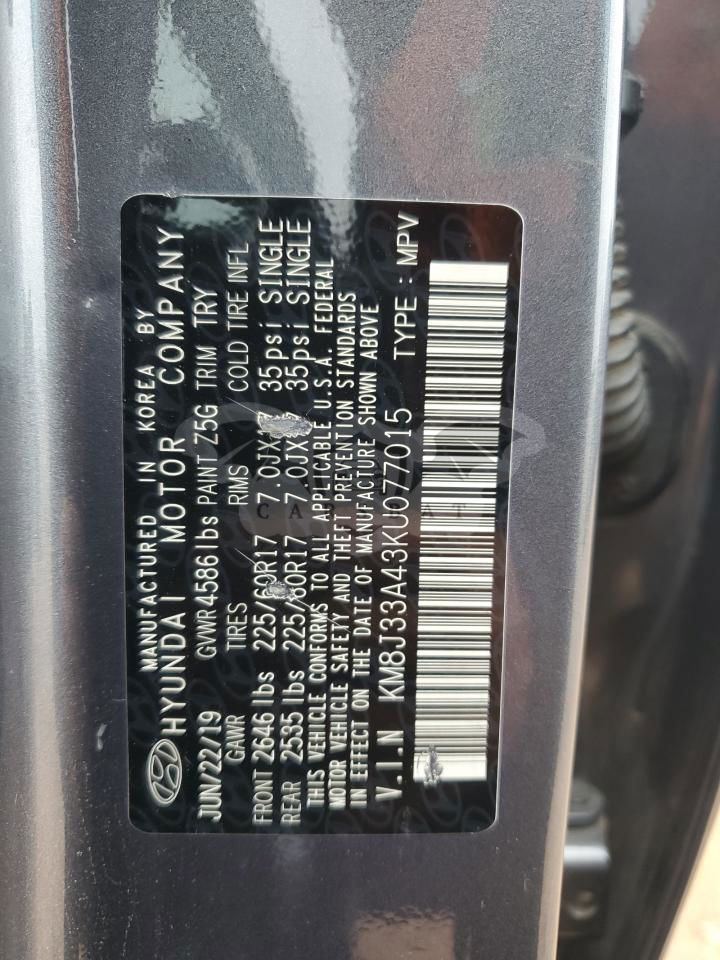 MANUFACTURED IN KOREA BY
HYUNDAI MOTOR COMPANY
JUN/22/19 GVWR 4586 lbs PAINT Z5G TRIM TRY
GAWR TIRES RIMS COLD TIRE INFL
FRONT 2646 lbs 225/60R17 7.0JX 35psi SINGLE
REAR 2535 lbs 225/60R17 7.0JX 35psi SINGLE
THIS VEHICLE CONFORMS TO ALL APPLICABLE U.S.A. FEDERAL
MOTOR VEHICLE SAFETY AND THEFT PREVENTION STANDARDS
IN EFFECT ON THE DATE OF MANUFACTURE SHOWN ABOVE
V.I.N KM8J33A43KU077015 TYPE : MPV